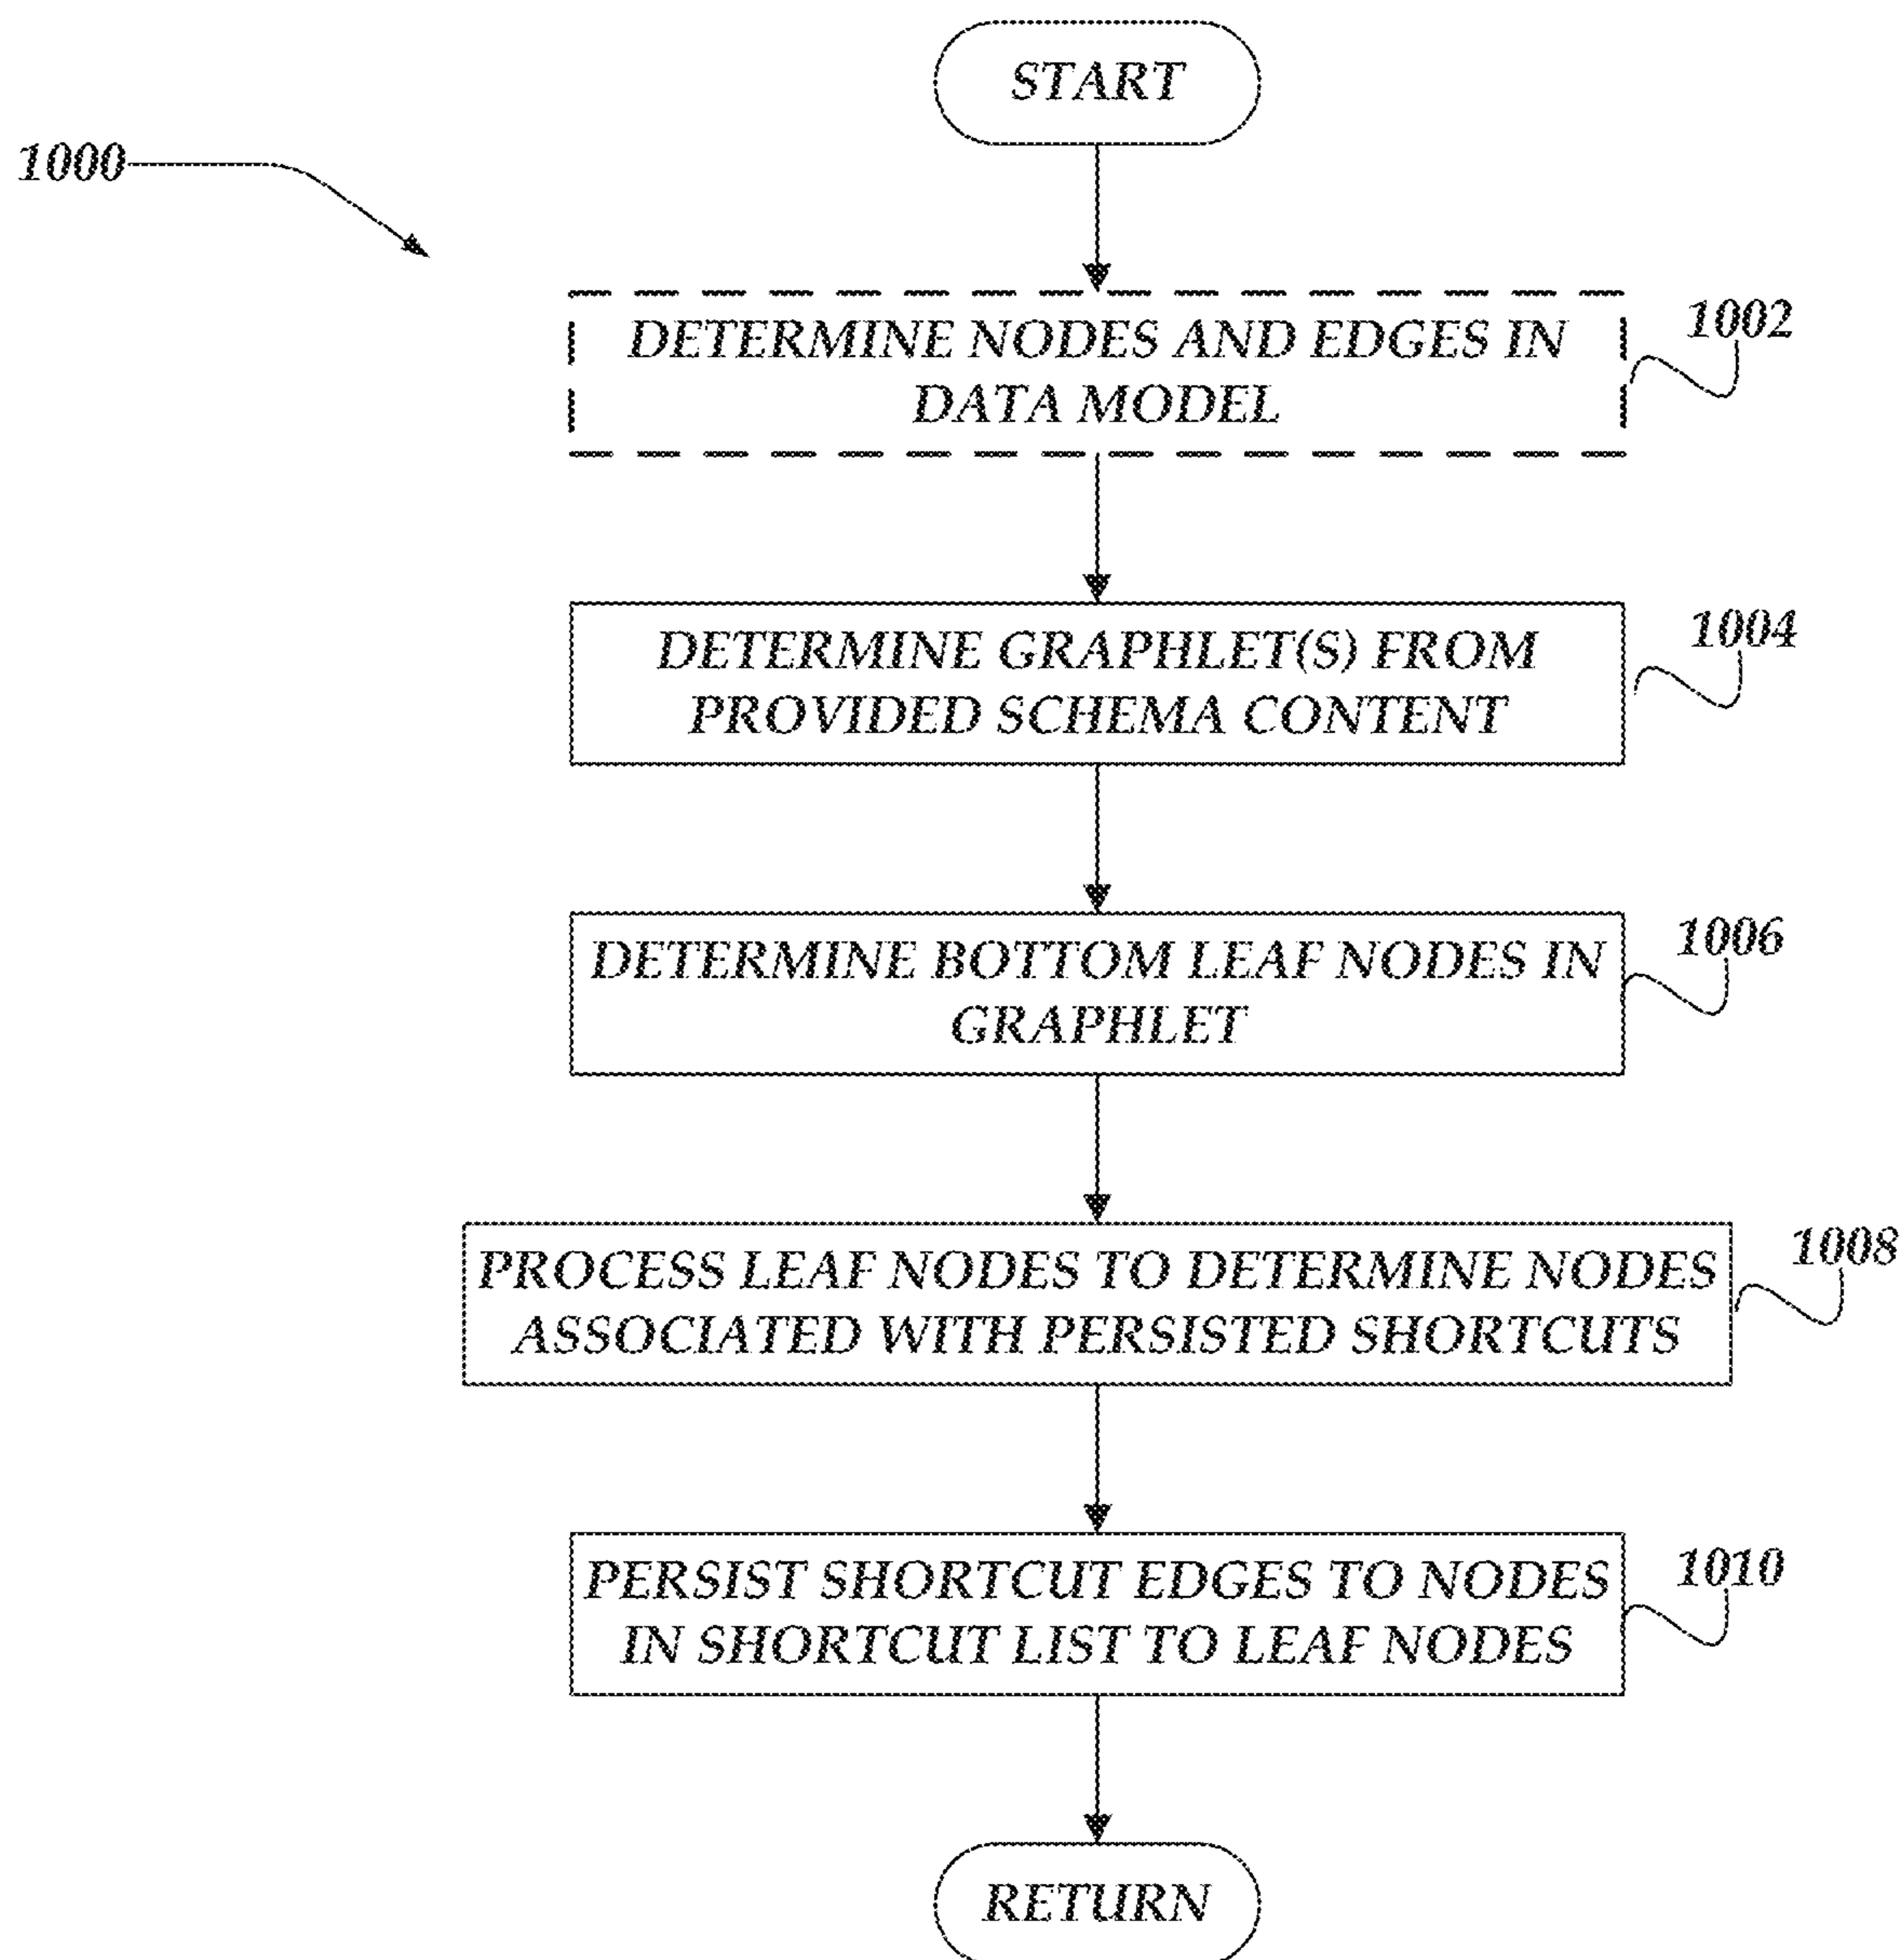 START
1000
DETERMINE NODES AND EDGES IN
DATA MODEL
1002
DETERMINE GRAPHLET(S) FROM
PROVIDED SCHEMA CONTENT
1004
DETERMINE BOTTOM LEAF NODES IN
GRAPHLET
1006
PROCESS LEAF NODES TO DETERMINE NODES
ASSOCIATED WITH PERSISTED SHORTCUTS
1008
PERSIST SHORTCUT EDGES TO NODES
IN SHORTCUT LIST TO LEAF NODES
1010
RETURN